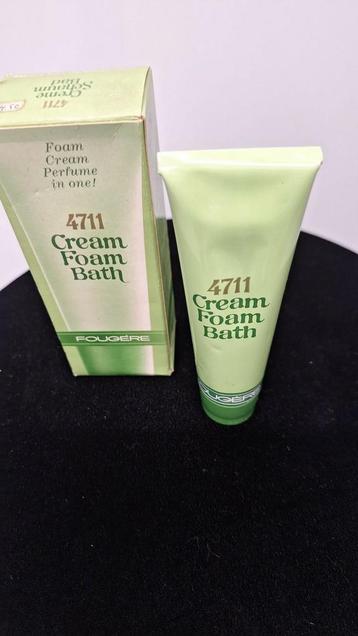 4711
Creme
Schaum
Bad
Foam
Cream
Perfume
in one!
4711
Cream
Foam
Bath
FOUGÈRE
4711
Cream
Foam
Bath
FOUGÈRE